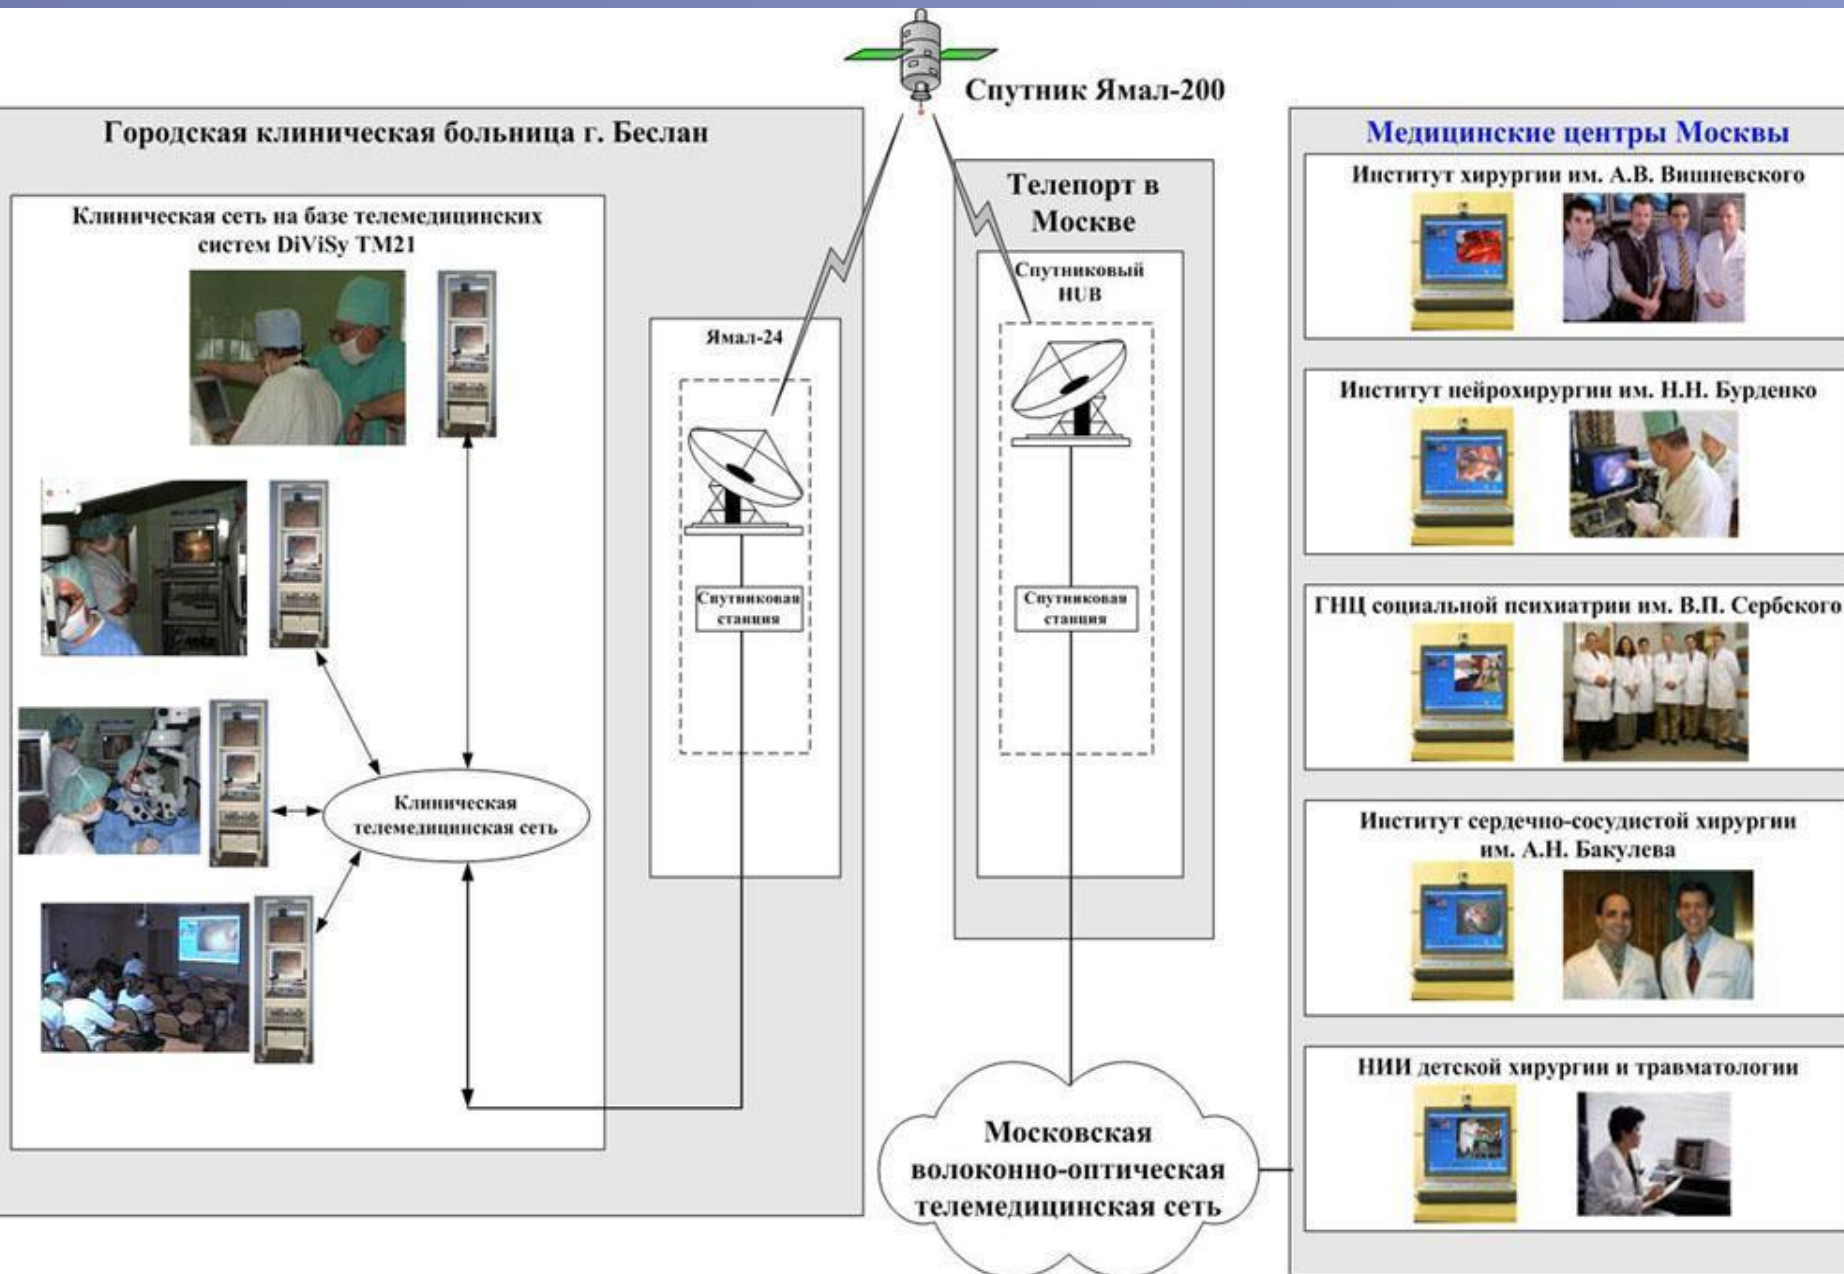 Спутник Ямал-200
Городская клиническая больница г. Беслан
Клиническая сеть на базе телемедицинских
систем DiViSy TM21
Ямал-24
Спутниковая
станция
Клиническая
телемедицинская сеть
Телепорт в
Москве
Спутниковый
HUB
Спутниковая
станция
Московская
волоконно-оптическая
телемедицинская сеть
Медицинские центры Москвы
Институт хирургии им. А.В. Вишневского
Институт нейрохирургии им. Н.Н. Бурденко
ГНЦ социальной психиатрии им. В.П. Сербского
Институт сердечно-сосудистой хирургии
им. А.Н. Бакулева
НИИ детской хирургии и травматологии